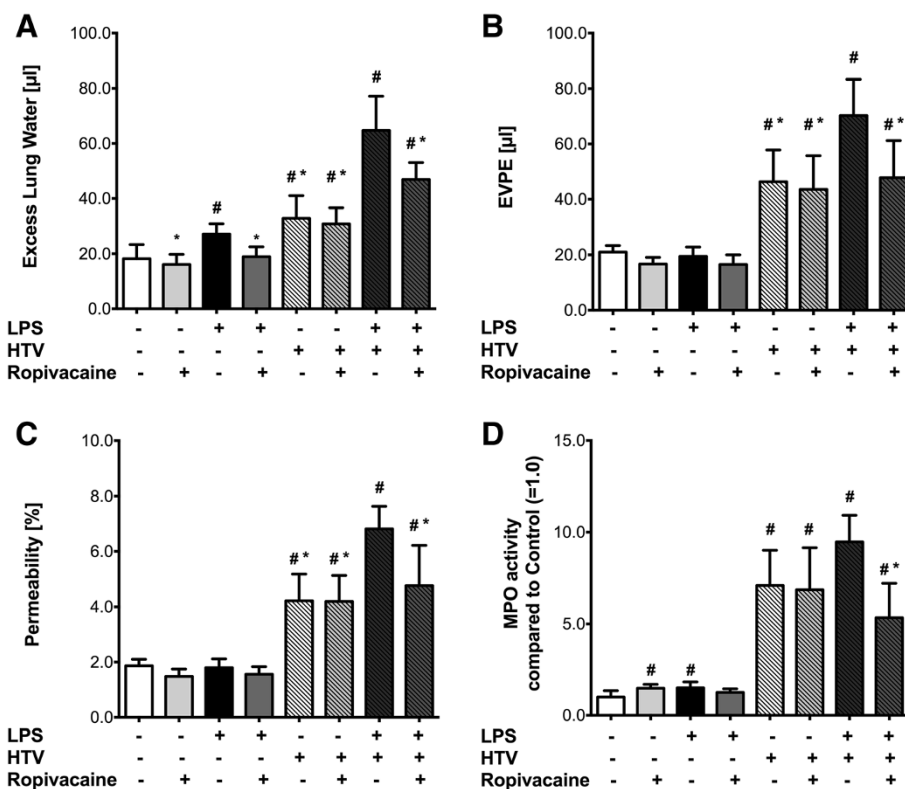 A
Excess Lung Water [µl]
100.0
80.0
60.0
40.0
20.0
0.0
# * # * # * # * # # *
LPS - - + + - - + +
HTV - - - - + + + +
Ropivacaine - + - + - + - +
B
EVPE [µl]
100.0
80.0
60.0
40.0
20.0
0.0
# * # * # # *
LPS - - + + - - + +
HTV - - - - + + + +
Ropivacaine - + - + - + - +
C
Permeability [%]
10.0
8.0
6.0
4.0
2.0
0.0
# * # * # # *
LPS - - + + - - + +
HTV - - - - + + + +
Ropivacaine - + - + - + - +
D
MPO activity
compared to Control (=1.0)
15.0
10.0
5.0
0.0
# # # # # # *
LPS - - + + - - + +
HTV - - - - + + + +
Ropivacaine - + - + - + - +